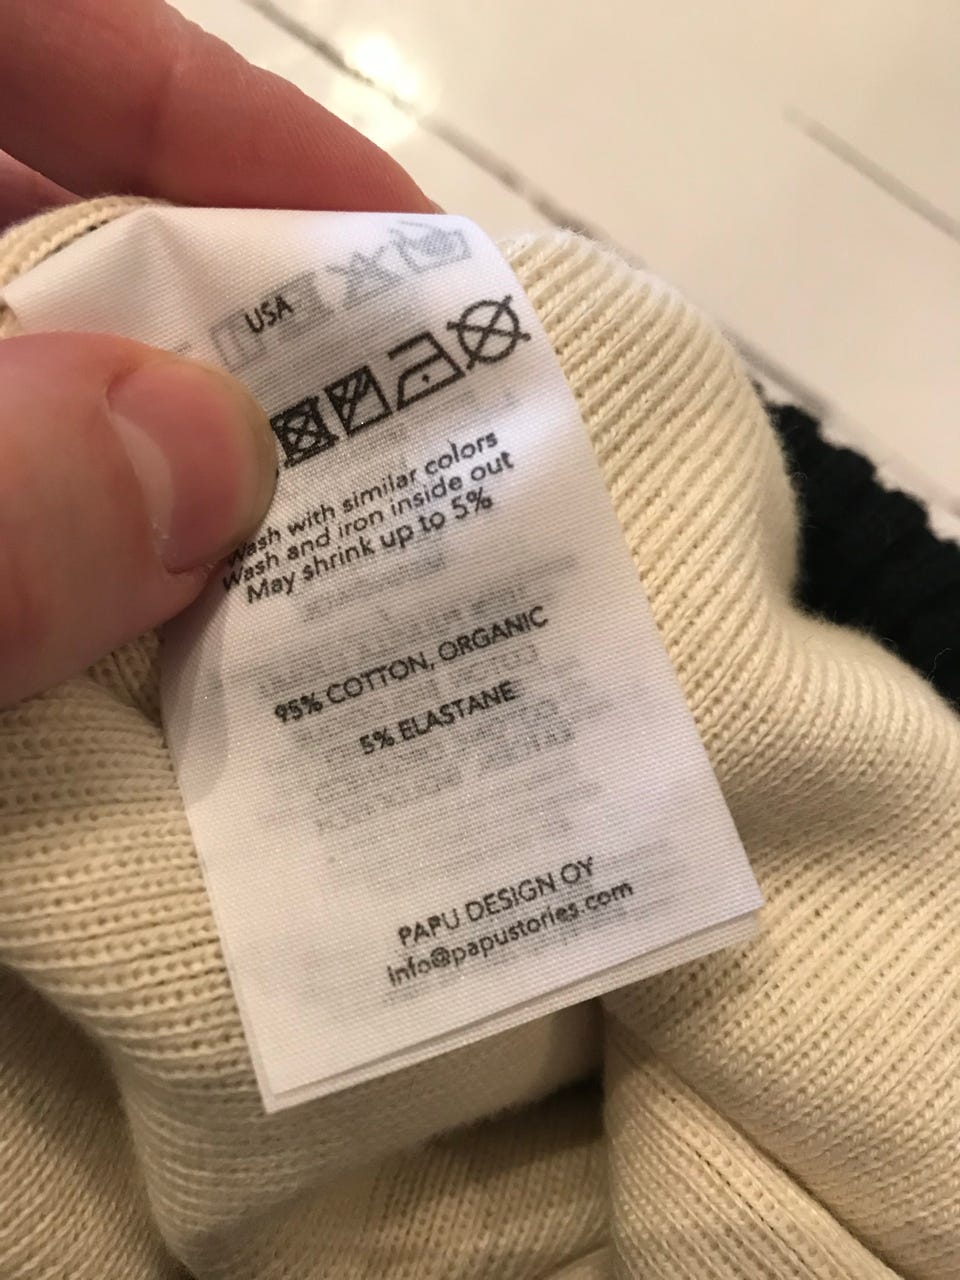 USA
Wash with similar colors
Wash and iron inside out
May shrink up to 5%
95% COTTON, ORGANIC
5% ELASTANE
PAPU DESIGN OY
info@papustories.com